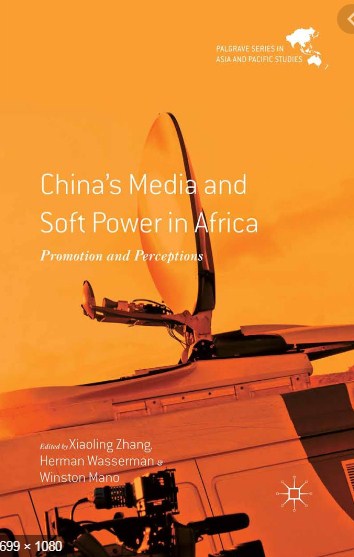 PALGRAVE SERIES IN
ASIA AND PACIFIC STUDIES
China's Media and
Soft Power in Africa
Promotion and Perceptions
Edited by Xiaoling Zhang,
Herman Wasserman &
Winston Mano
699 × 1080